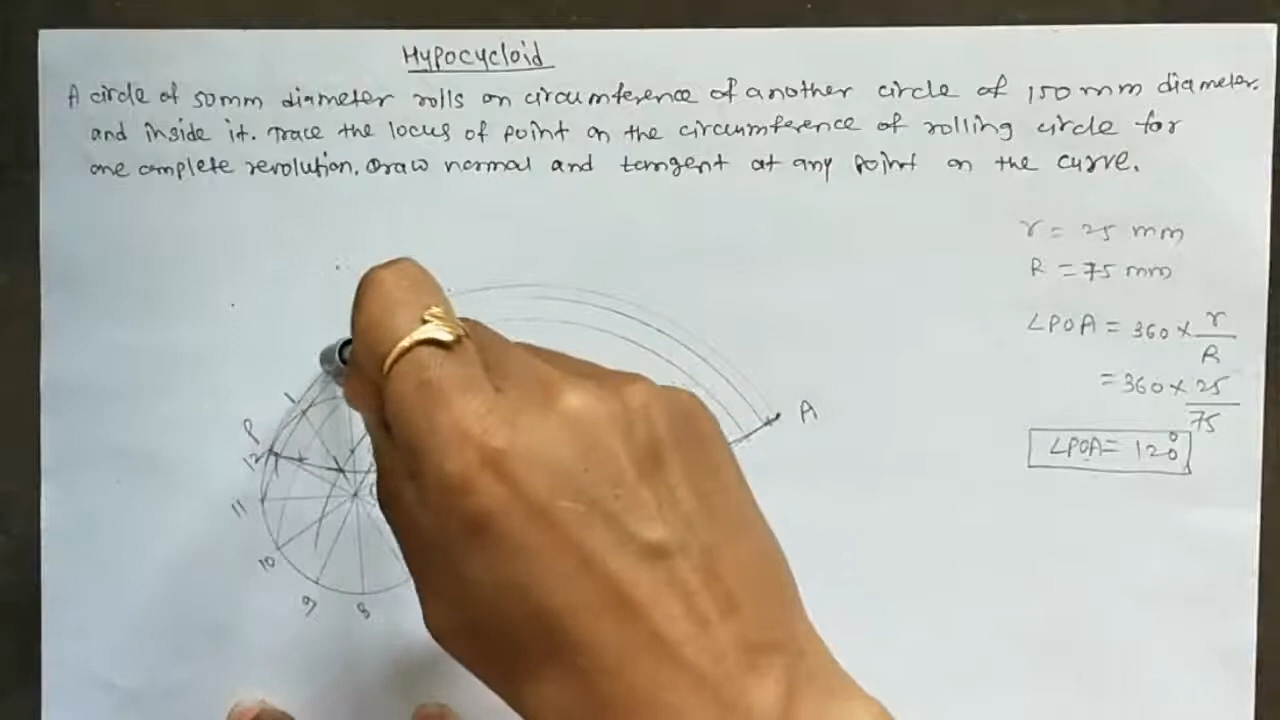 Hypocycloid
A circle of 50mm diameter rolls on circumference of another circle of 150 mm diameter.
and inside it. Trace the locus of point on the circumference of rolling circle for
one complete revolution. Draw normal and tangent at any point on the curve.
r = 25 mm
R = 75 mm
∠POA = 360 × r/R
= 360 × 25/75
∠POA = 120°
A
1
P
12
11
10
9
8